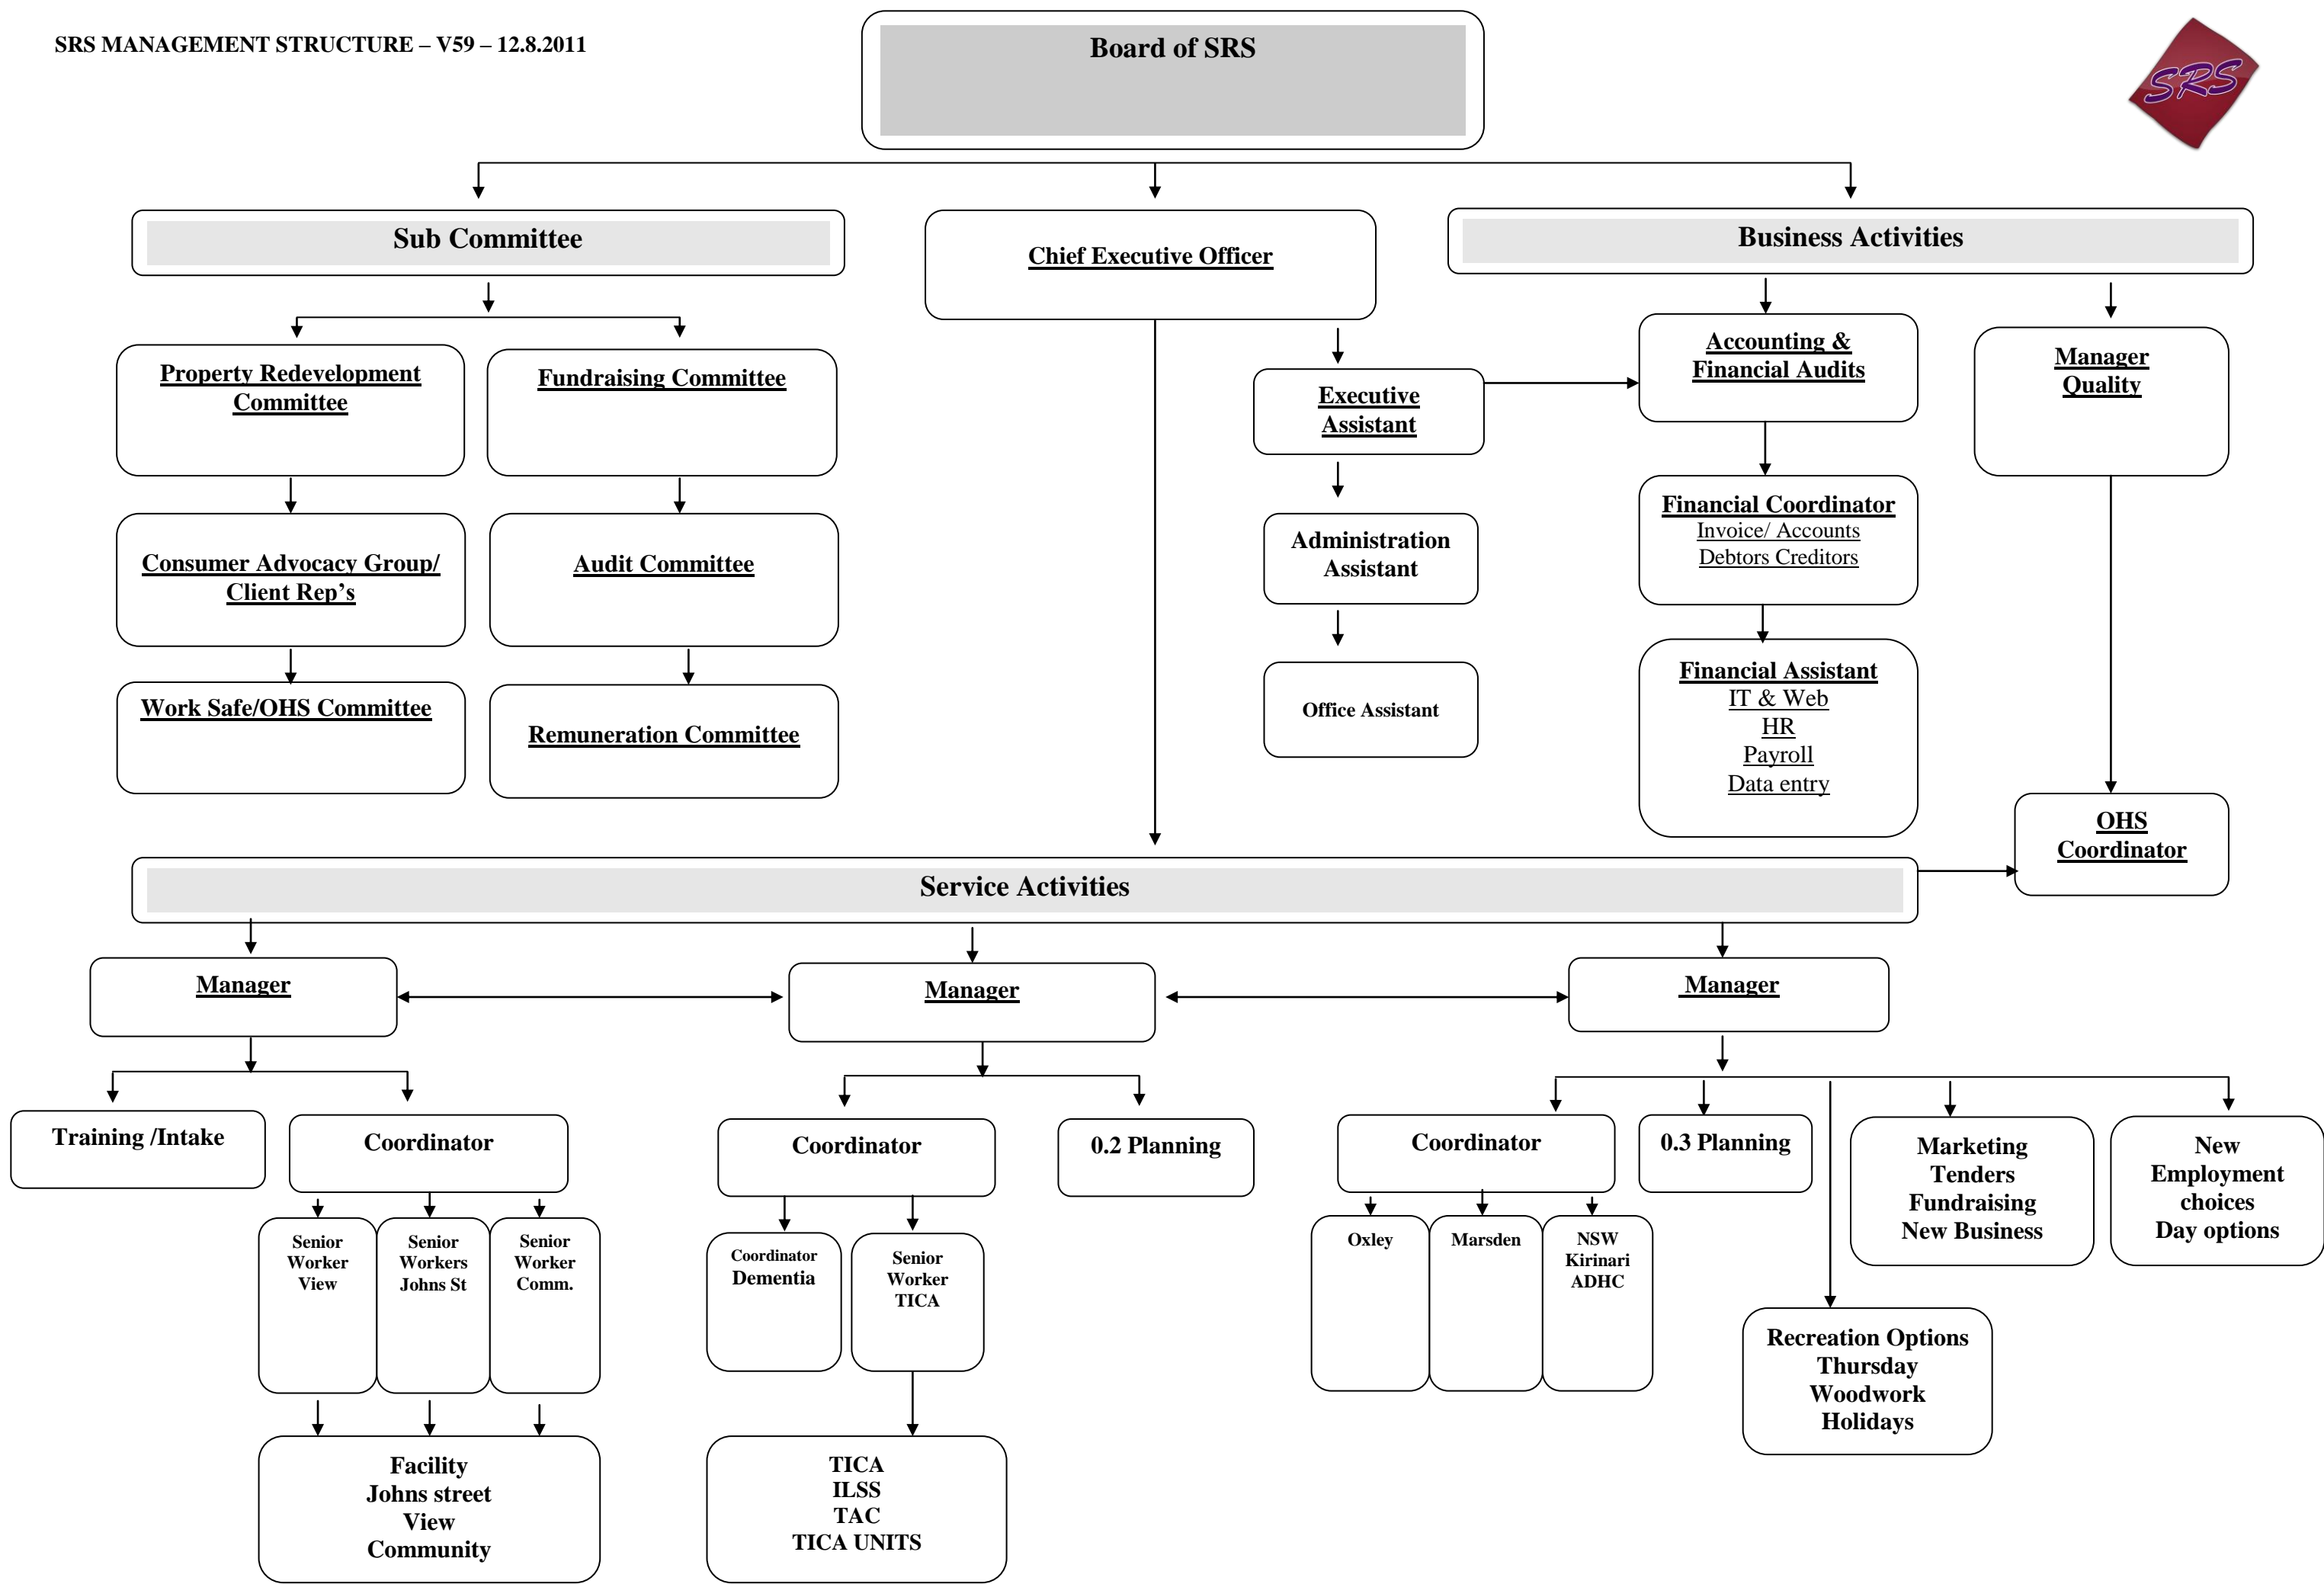 SRS MANAGEMENT STRUCTURE – V59 – 12.8.2011
Board of SRS
SRS
Sub Committee
Chief Executive Officer
Business Activities
Property Redevelopment
Committee
Fundraising Committee
Executive
Assistant
Accounting &
Financial Audits
Manager
Quality
Consumer Advocacy Group/
Client Rep’s
Audit Committee
Administration
Assistant
Financial Coordinator
Invoice/ Accounts
Debtors Creditors
Work Safe/OHS Committee
Remuneration Committee
Office Assistant
Financial Assistant
IT & Web
HR
Payroll
Data entry
OHS
Coordinator
Service Activities
Manager
Manager
Manager
Training /Intake
Coordinator
Coordinator
0.2 Planning
Coordinator
0.3 Planning
Marketing
Tenders
Fundraising
New Business
New
Employment
choices
Day options
Senior
Worker
View
Senior
Workers
Johns St
Senior
Worker
Comm.
Coordinator
Dementia
Senior
Worker
TICA
Oxley
Marsden
NSW
Kirinari
ADHC
Recreation Options
Thursday
Woodwork
Holidays
Facility
Johns street
View
Community
TICA
ILSS
TAC
TICA UNITS